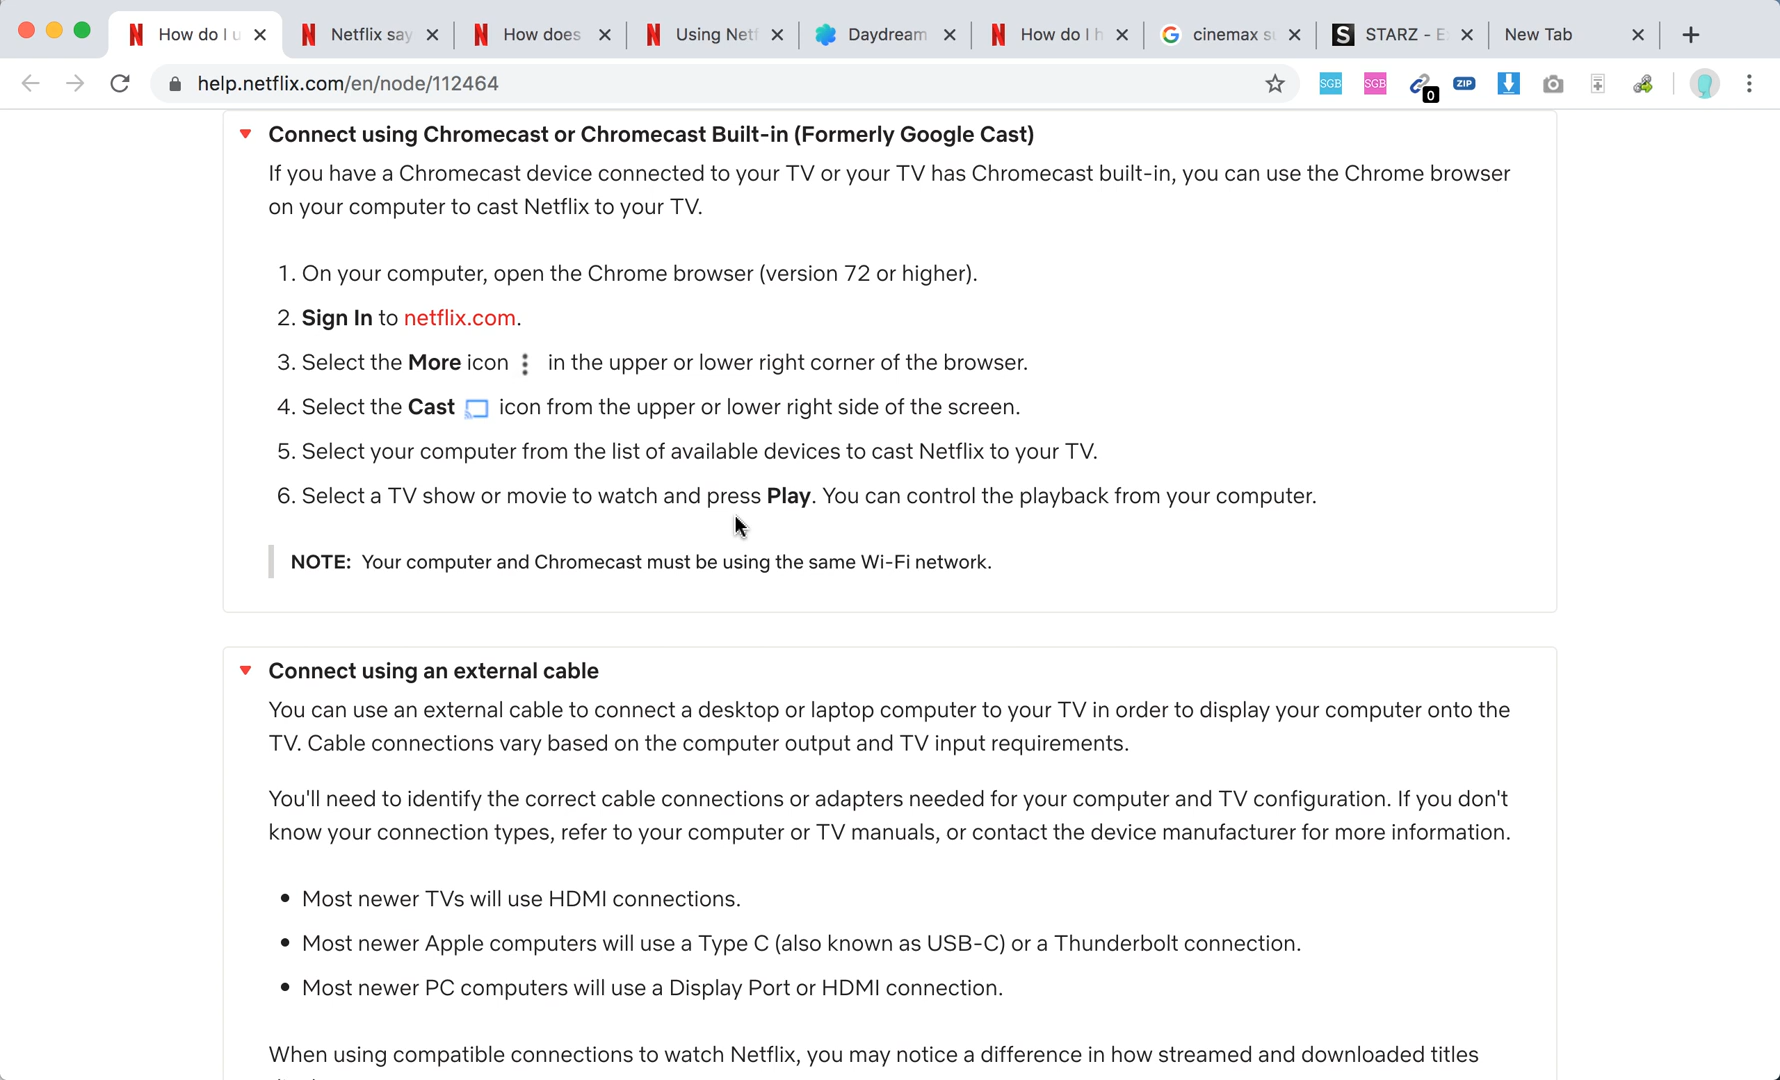 How do I u
Netflix say
How does
Using Netf
Daydream
How do I h
cinemax s
STARZ - E
New Tab
help.netflix.com/en/node/112464
SGB
SGB
0
ZIP
Connect using Chromecast or Chromecast Built-in (Formerly Google Cast)
If you have a Chromecast device connected to your TV or your TV has Chromecast built-in, you can use the Chrome browser
on your computer to cast Netflix to your TV.
1. On your computer, open the Chrome browser (version 72 or higher).
2. Sign In to netflix.com.
3. Select the More icon in the upper or lower right corner of the browser.
4. Select the Cast icon from the upper or lower right side of the screen.
5. Select your computer from the list of available devices to cast Netflix to your TV.
6. Select a TV show or movie to watch and press Play. You can control the playback from your computer.
NOTE: Your computer and Chromecast must be using the same Wi-Fi network.
Connect using an external cable
You can use an external cable to connect a desktop or laptop computer to your TV in order to display your computer onto the
TV. Cable connections vary based on the computer output and TV input requirements.
You'll need to identify the correct cable connections or adapters needed for your computer and TV configuration. If you don't
know your connection types, refer to your computer or TV manuals, or contact the device manufacturer for more information.
• Most newer TVs will use HDMI connections.
• Most newer Apple computers will use a Type C (also known as USB-C) or a Thunderbolt connection.
• Most newer PC computers will use a Display Port or HDMI connection.
When using compatible connections to watch Netflix, you may notice a difference in how streamed and downloaded titles